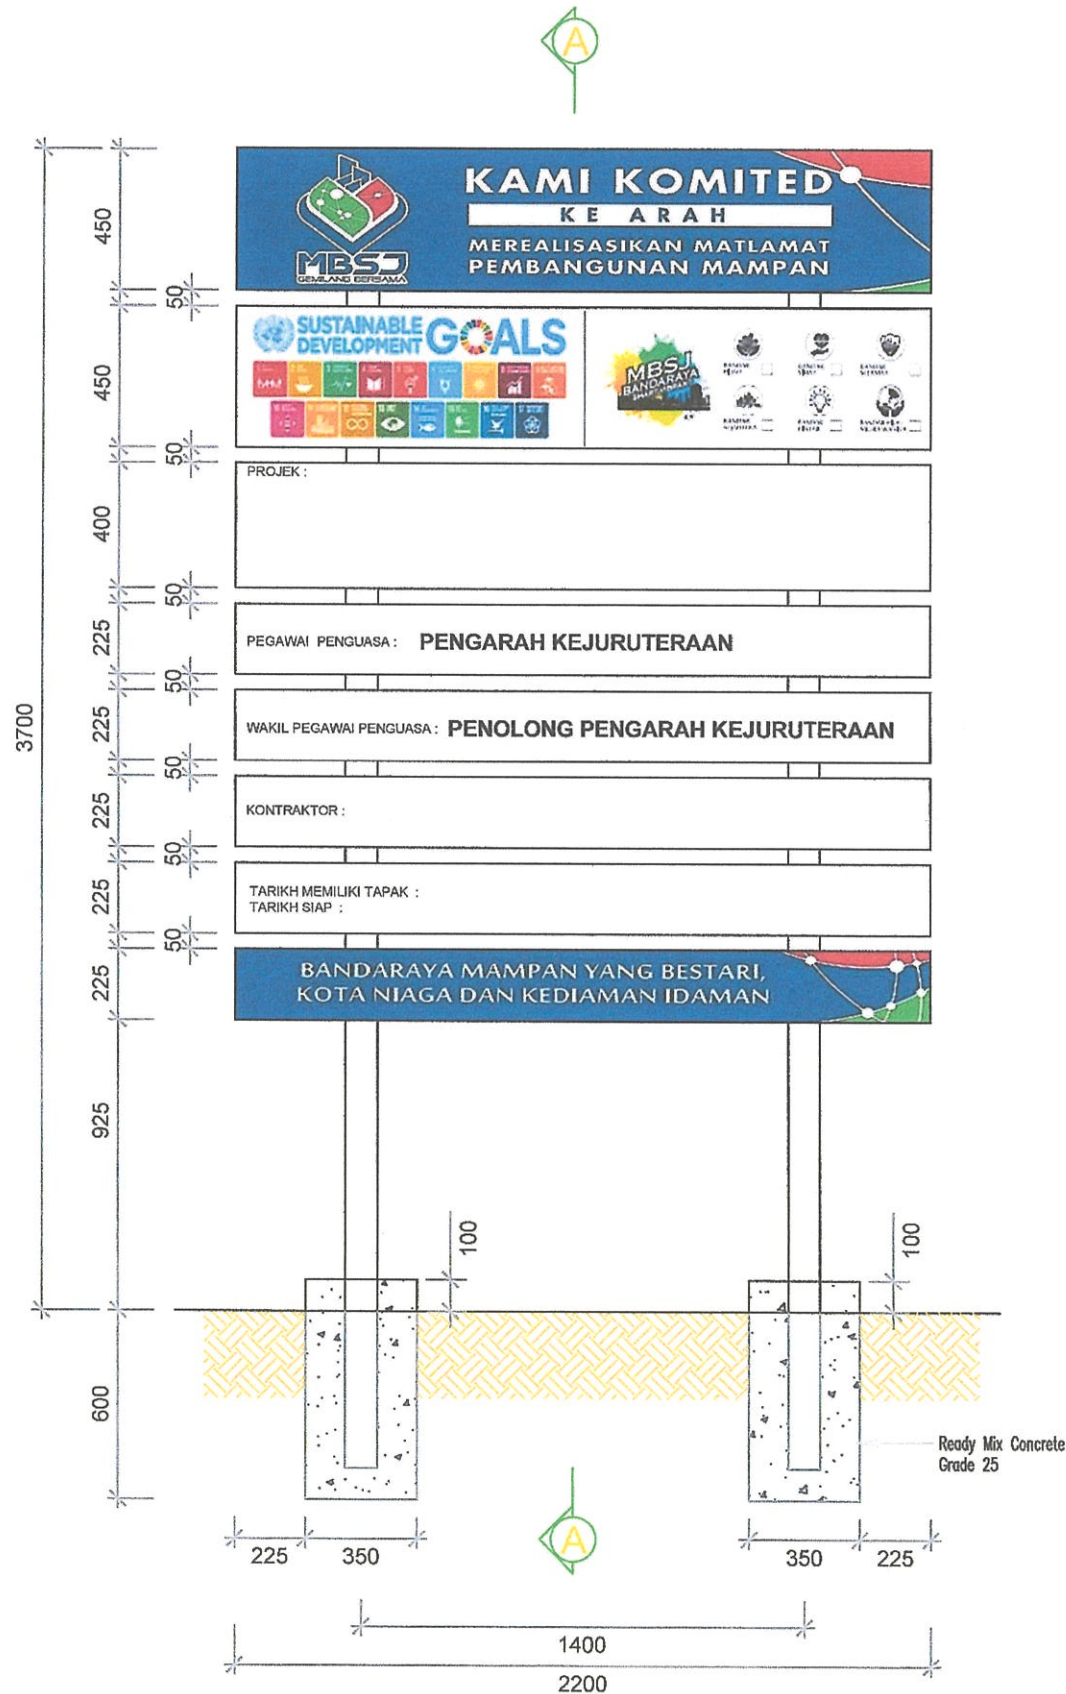 A
KAMI KOMITED
KE ARAH
MEREALISASIKAN MATLAMAT
PEMBANGUNAN MAMPAN
MBSJ
GEMILANG BERSAMA
SUSTAINABLE
DEVELOPMENT
GOALS
MBSJ
BANDARAYA
PROJEK :
PEGAWAI PENGUASA : PENGARAH KEJURUTERAAN
WAKIL PEGAWAI PENGUASA : PENOLONG PENGARAH KEJURUTERAAN
KONTRAKTOR :
TARIKH MEMILIKI TAPAK :
TARIKH SIAP :
BANDARAYA MAMPAN YANG BESTARI,
KOTA NIAGA DAN KEDIAMAN IDAMAN
3700
450
50
450
50
400
50
225
50
225
50
225
50
225
50
225
925
600
100
100
Ready Mix Concrete
Grade 25
225
350
A
350
225
1400
2200